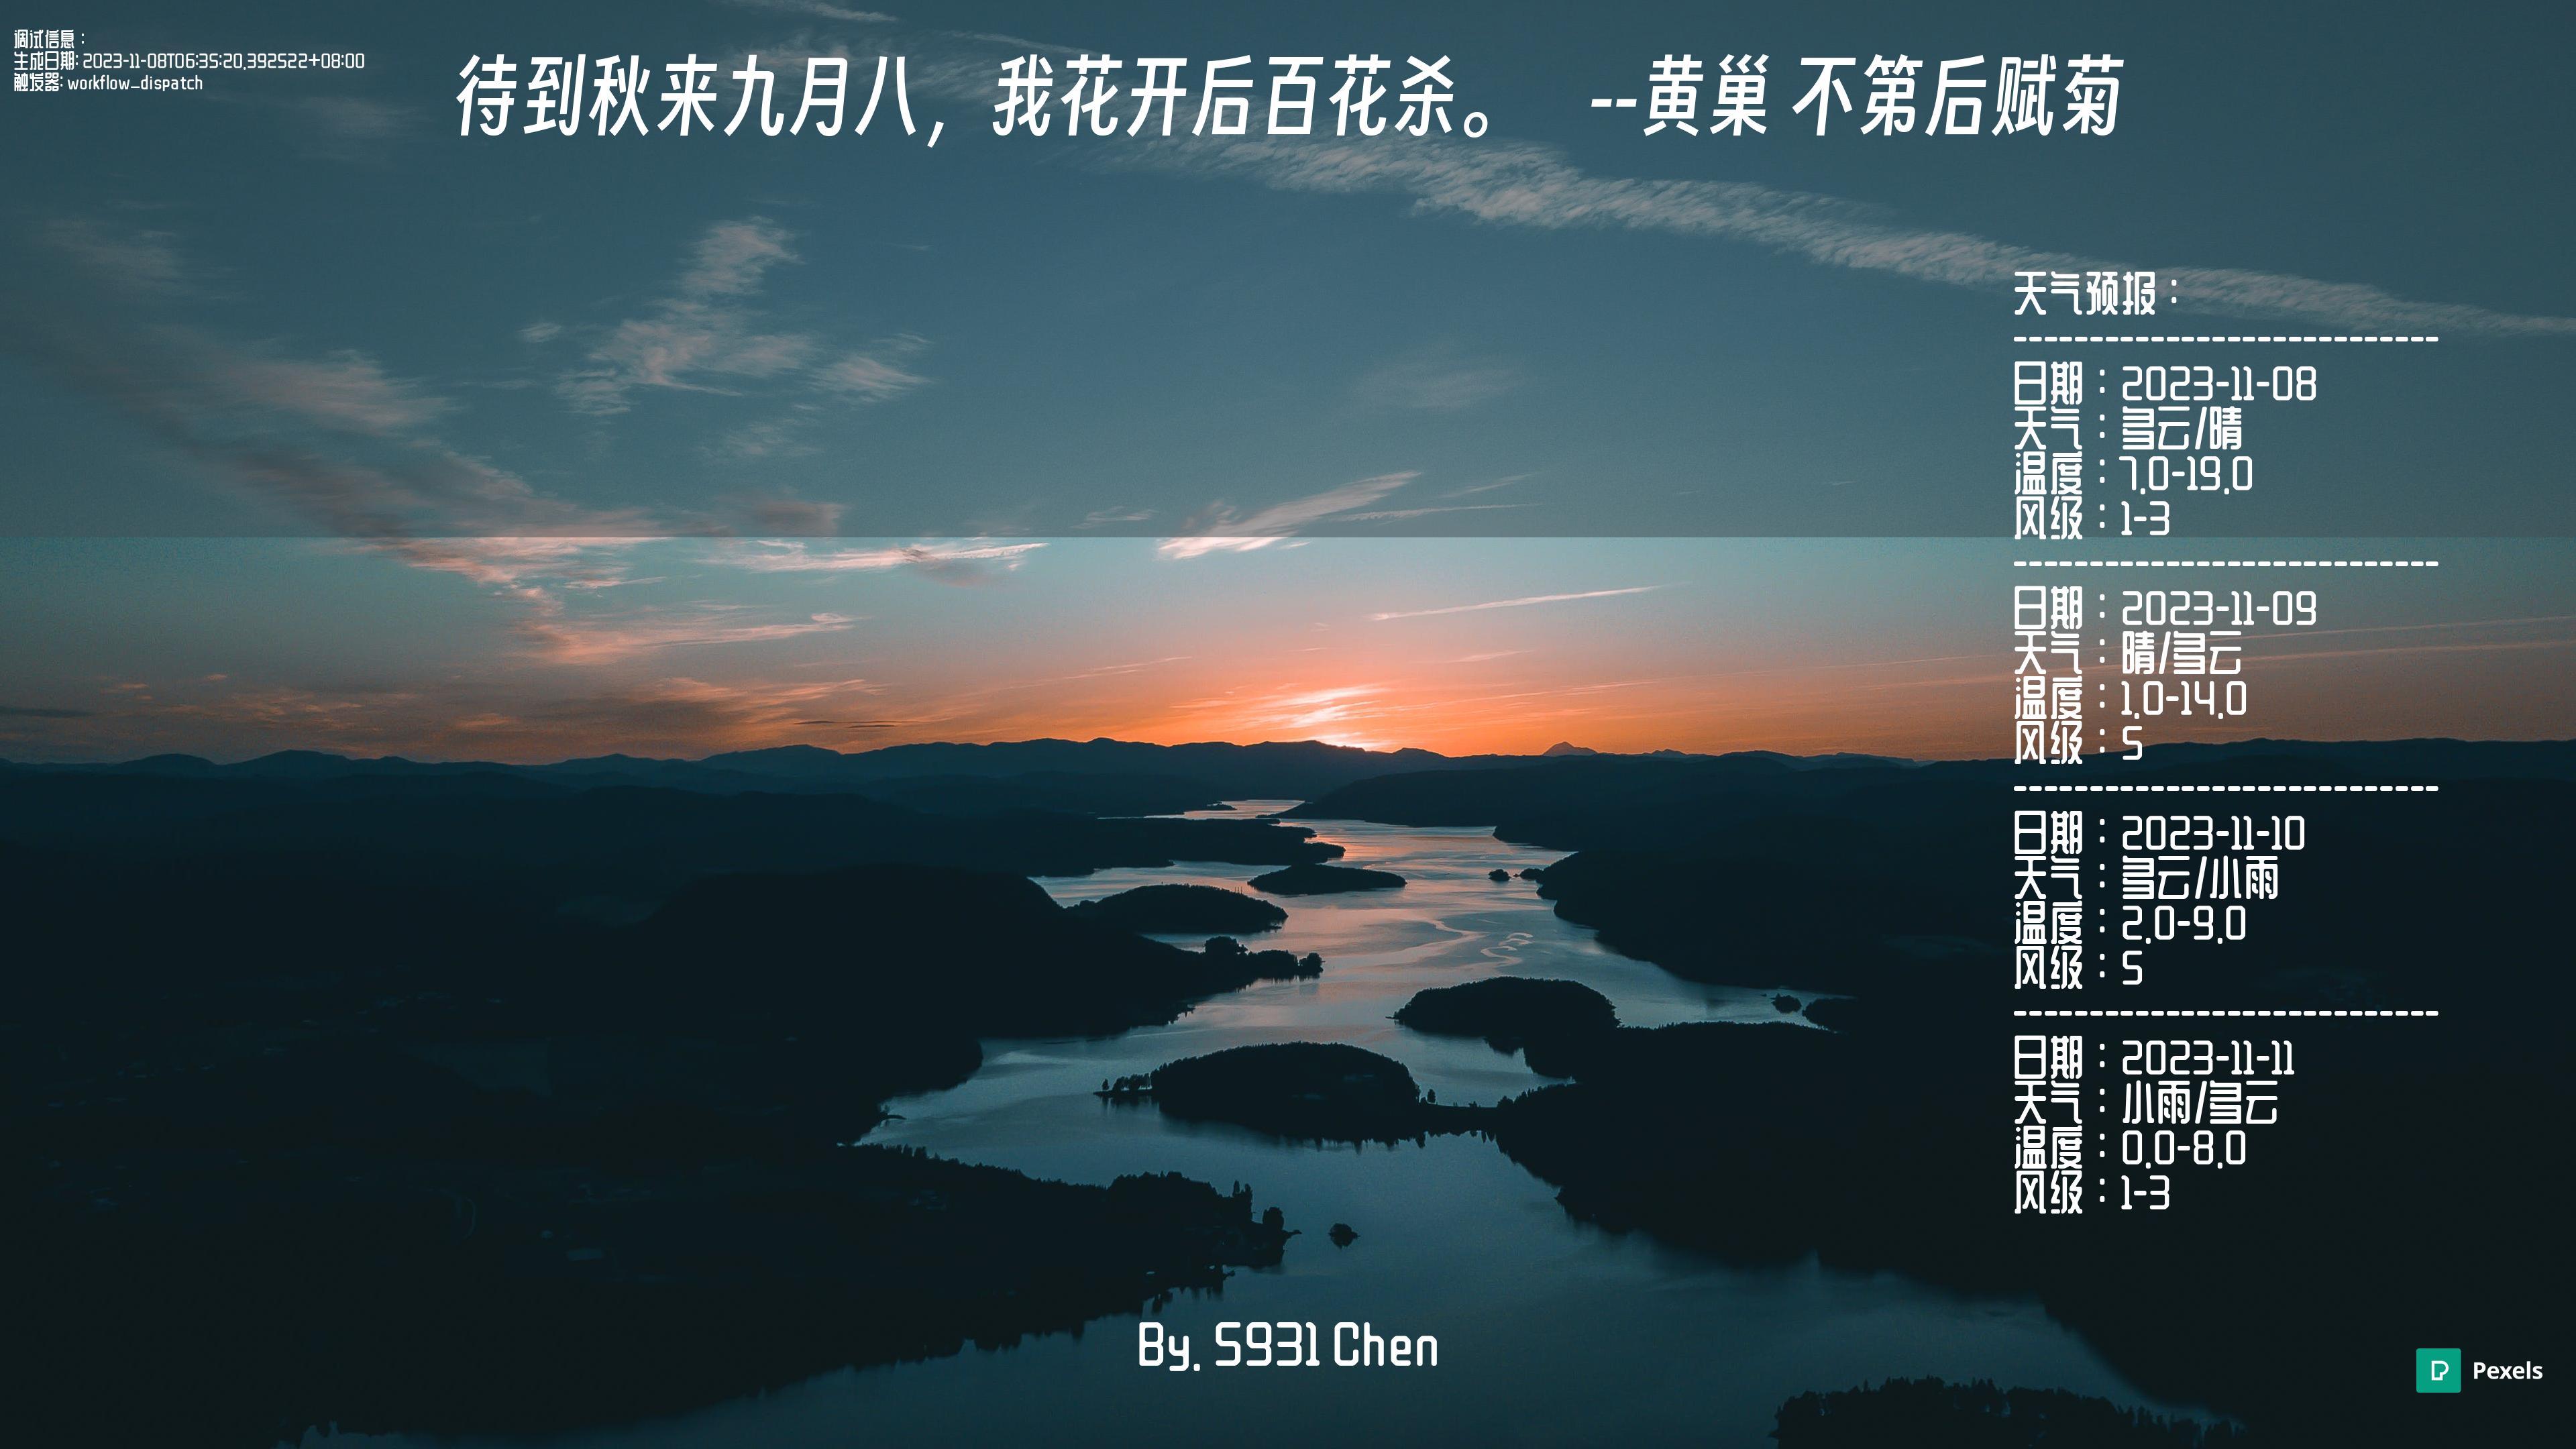 调试信息：
生成日期: 2023-11-08T06:35:20.392522+08:00
触发器: workflow_dispatch
待到秋来九月八，我花开后百花杀。 --黄巢 不第后赋菊
天气预报：
----------------------------
日期：2023-11-08
天气：多云/晴
温度：7.0-19.0
风级：1-3
----------------------------
日期：2023-11-09
天气：晴/多云
温度：1.0-14.0
风级：5
----------------------------
日期：2023-11-10
天气：多云/小雨
温度：2.0-9.0
风级：5
----------------------------
日期：2023-11-11
天气：小雨/多云
温度：0.0-8.0
风级：1-3
By. S931 Chen
Pexels